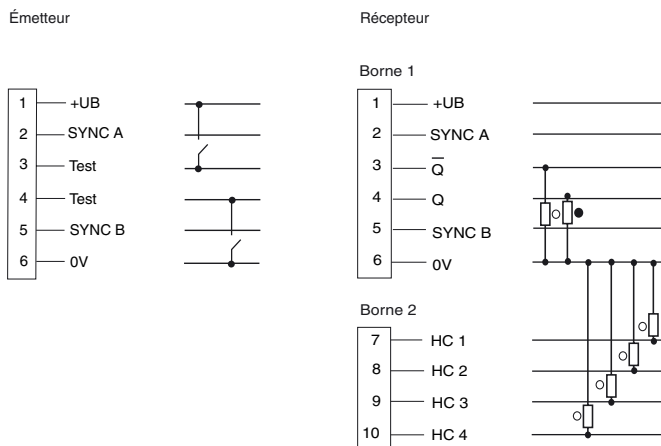 Émetteur
1 +UB
2 SYNC A
3 Test
4 Test
5 SYNC B
6 0V
Récepteur
Borne 1
1 +UB
2 SYNC A
3 Q̅
4 Q
5 SYNC B
6 0V
Borne 2
7 HC 1
8 HC 2
9 HC 3
10 HC 4